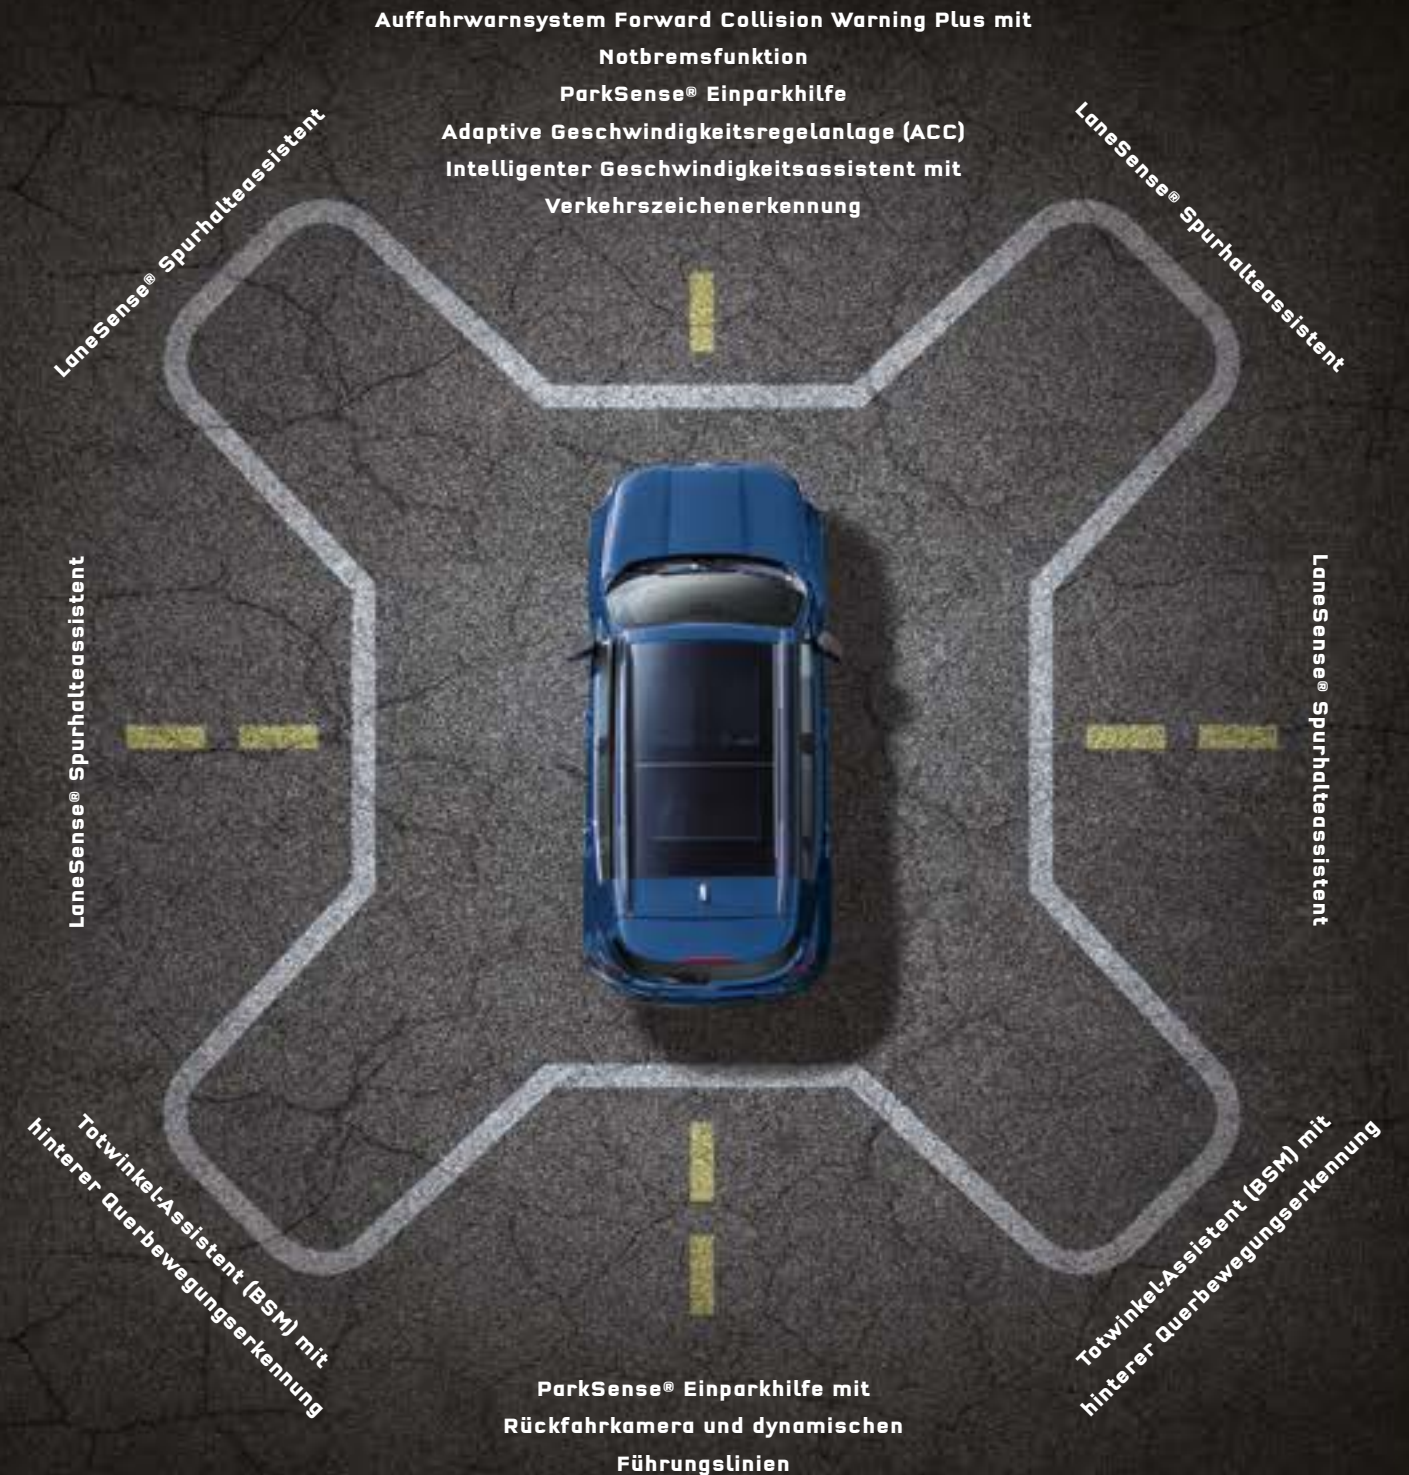 Auffahrwarnsystem Forward Collision Warning Plus mit
Notbremsfunktion
ParkSense® Einparkhilfe
Adaptive Geschwindigkeitsregelanlage (ACC)
Intelligenter Geschwindigkeitsassistent mit
Verkehrszeichenerkennung
LaneSense® Spurhalteassistent
LaneSense® Spurhalteassistent
LaneSense® Spurhalteassistent
LaneSense® Spurhalteassistent
Totwinkel-Assistent (BSM) mit
hinterer Querbewegungserkennung
Totwinkel-Assistent (BSM) mit
hinterer Querbewegungserkennung
ParkSense® Einparkhilfe mit
Rückfahrkamera und dynamischen
Führungslinien